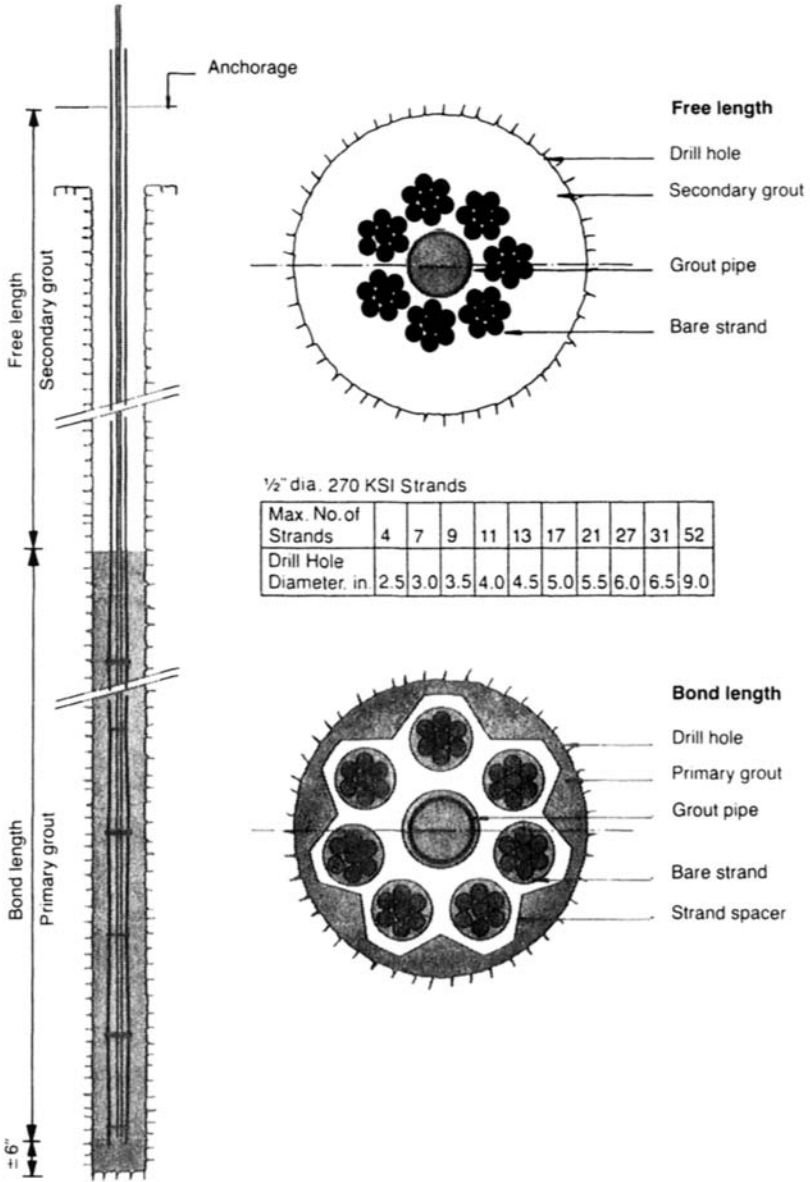 Anchorage
Free length
Secondary grout
Bond length
Primary grout
±6"
Free length
Drill hole
Secondary grout
Grout pipe
Bare strand
½" dia. 270 KSI Strands
Max. No. of
Strands 4 7 9 11 13 17 21 27 31 52
Drill Hole
Diameter. in. 2.5 3.0 3.5 4.0 4.5 5.0 5.5 6.0 6.5 9.0
Bond length
Drill hole
Primary grout
Grout pipe
Bare strand
Strand spacer